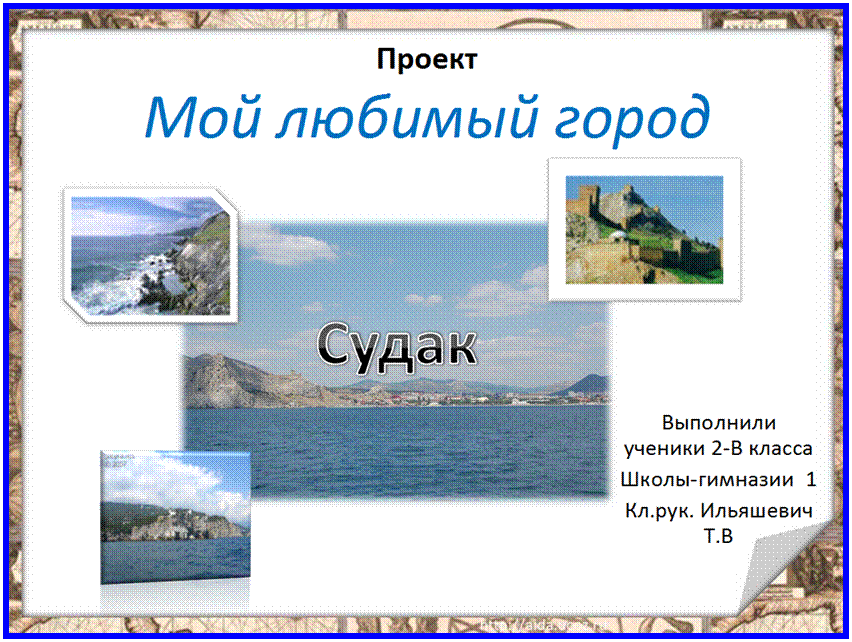 Проект
Мой любимый город
Судак
Выполнили
ученики 2-В класса
Школы-гимназии 1
Кл.рук. Ильяшевич
Т.В